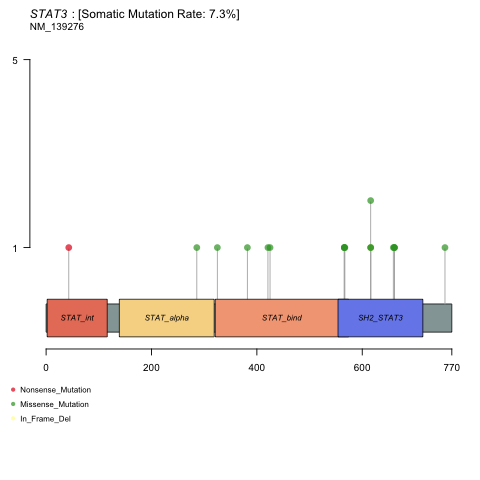 STAT3 : [Somatic Mutation Rate: 7.3%]
NM_139276
5
1
STAT_int
STAT_alpha
STAT_bind
SH2_STAT3
0
200
400
600
770
Nonsense_Mutation
Missense_Mutation
In_Frame_Del